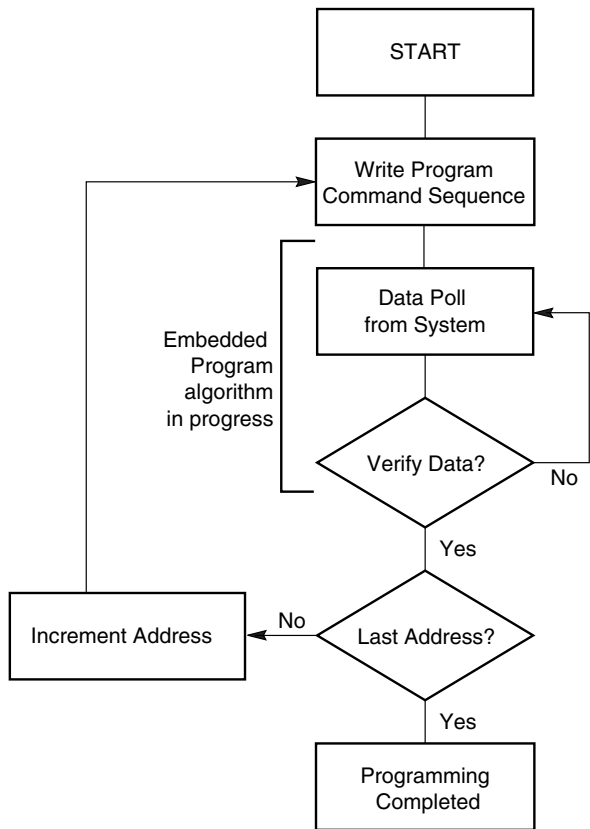 START
Write Program
Command Sequence
Data Poll
from System
Embedded
Program
algorithm
in progress
Verify Data?
No
Yes
No
Increment Address
Last Address?
Yes
Programming
Completed